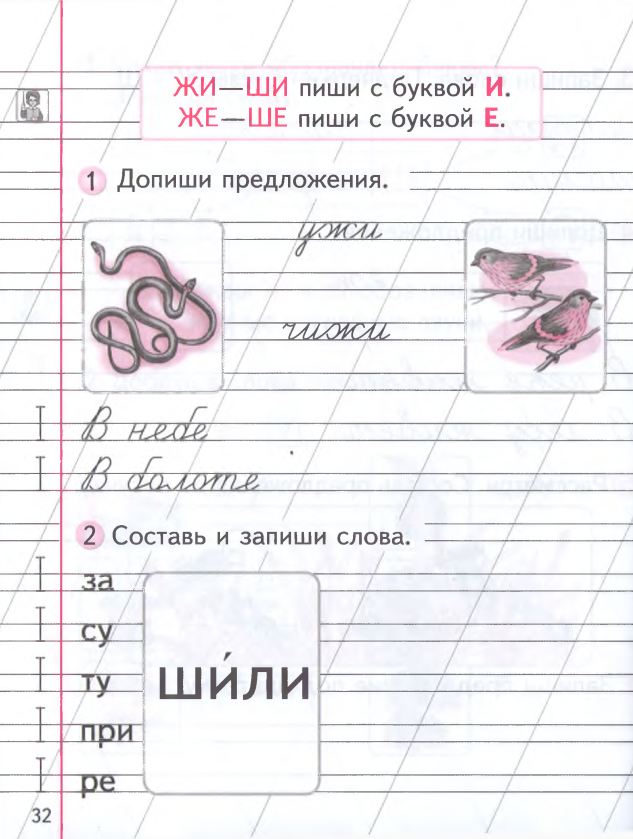 ЖИ—ШИ пиши с буквой И.
ЖЕ—ШЕ пиши с буквой Е.
1 Допиши предложения.
ужи
чижи
В небе
В болоте
2 Составь и запиши слова.
за
су
ту
ши́ли
при
ре
32